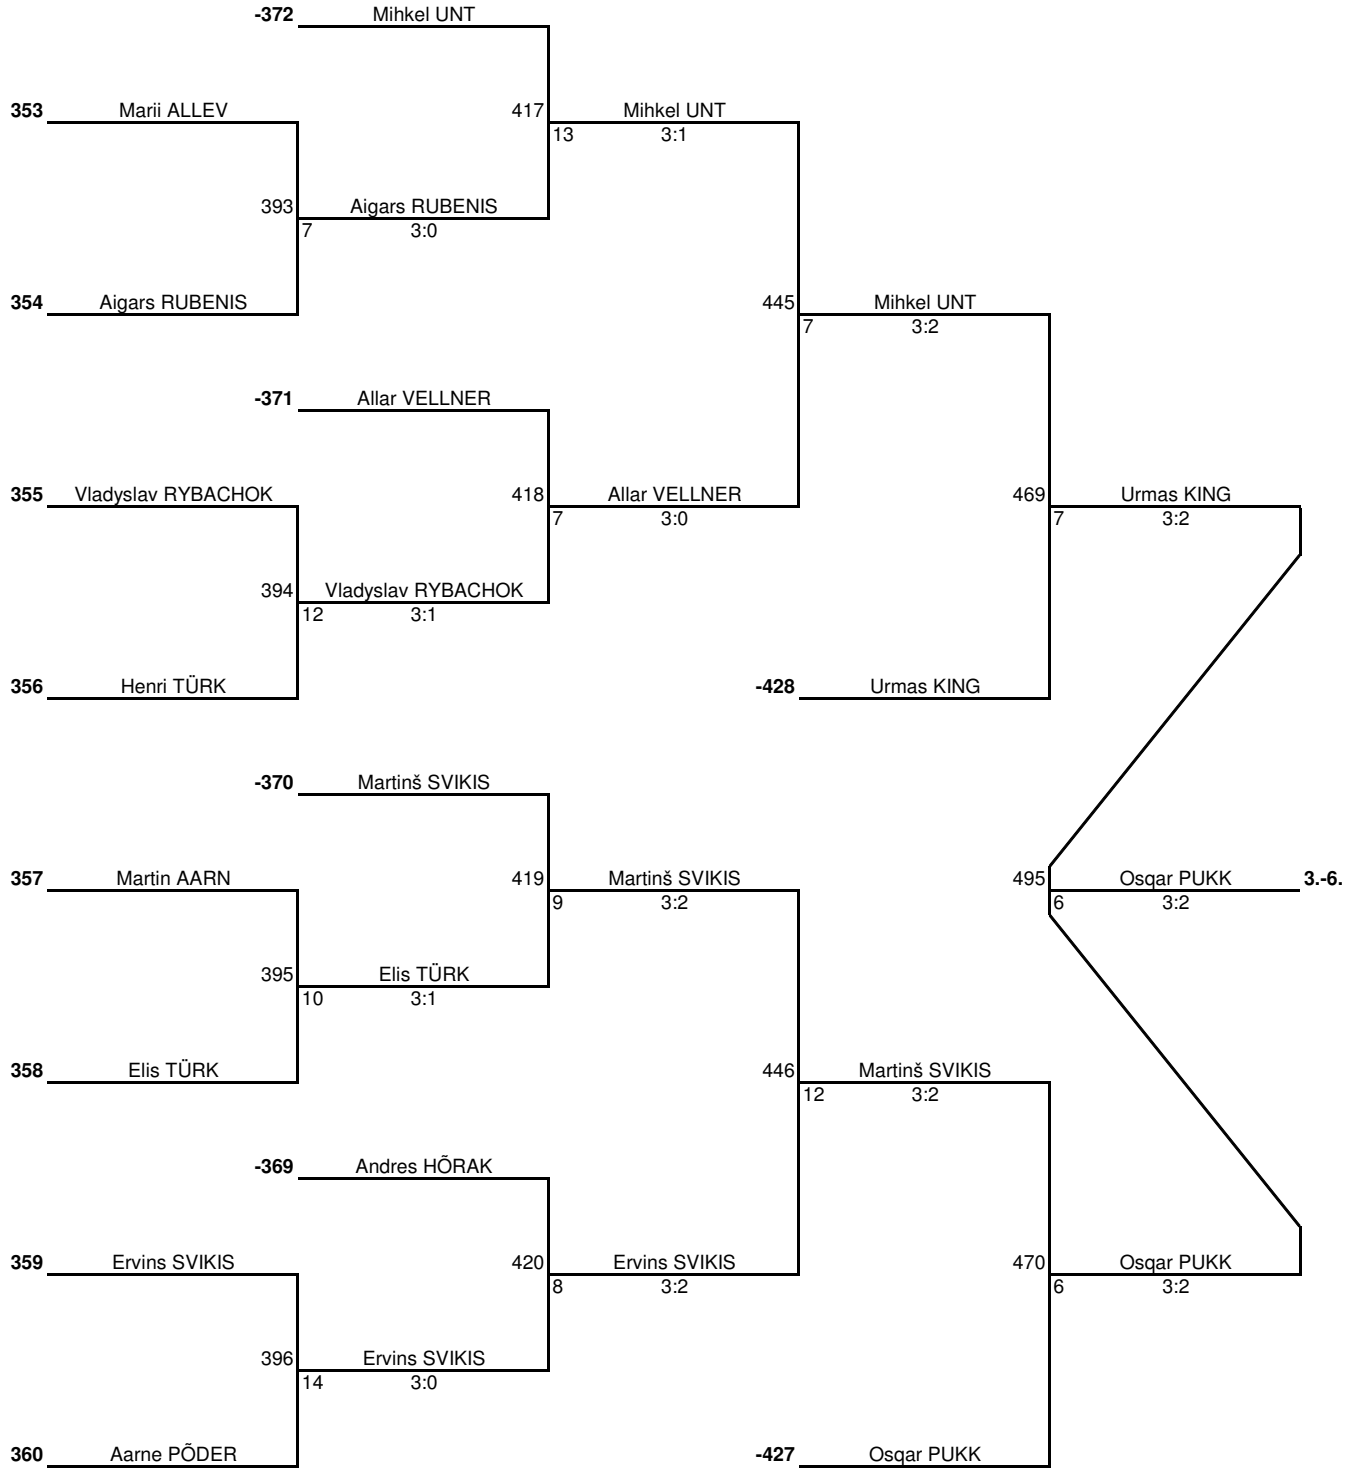 -372 Mihkel UNT
353 Marii ALLEV 417 Mihkel UNT
13 3:1
393 Aigars RUBENIS
7 3:0
354 Aigars RUBENIS 445 Mihkel UNT
7 3:2
-371 Allar VELLNER
355 Vladyslav RYBACHOK 418 Allar VELLNER 469 Urmas KING
7 3:0 7 3:2
394 Vladyslav RYBACHOK
12 3:1
356 Henri TÜRK -428 Urmas KING
-370 Martinš SVIKIS
357 Martin AARN 419 Martinš SVIKIS 495 Osqar PUKK 3.-6.
9 3:2 6 3:2
395 Elis TÜRK
10 3:1
358 Elis TÜRK 446 Martinš SVIKIS
12 3:2
-369 Andres HÕRAK
359 Ervins SVIKIS 420 Ervins SVIKIS 470 Osqar PUKK
8 3:2 6 3:2
396 Ervins SVIKIS
14 3:0
360 Aarne PÕDER -427 Osqar PUKK